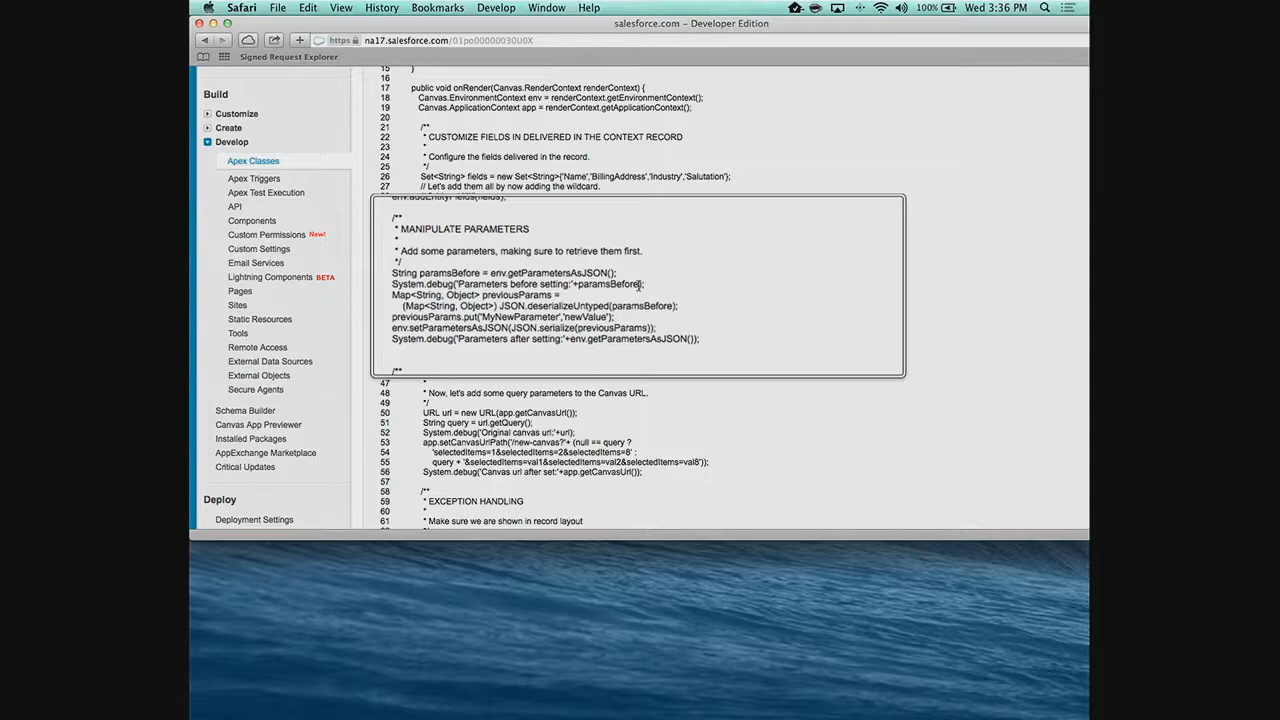 Safari File Edit View History Bookmarks Develop Window Help 100% Wed 3:36 PM
salesforce.com – Developer Edition
https na17.salesforce.com/01po00000030U0X
Signed Request Explorer
Build
Customize
Create
Develop
Apex Classes
Apex Triggers
Apex Test Execution
API
Components
Custom Permissions New!
Custom Settings
Email Services
Lightning Components BETA
Pages
Sites
Static Resources
Tools
Remote Access
External Data Sources
External Objects
Secure Agents
Schema Builder
Canvas App Previewer
Installed Packages
AppExchange Marketplace
Critical Updates
Deploy
Deployment Settings
15 }
16
17 public void onRender(Canvas.RenderContext renderContext) {
18 Canvas.EnvironmentContext env = renderContext.getEnvironmentContext();
19 Canvas.ApplicationContext app = renderContext.getApplicationContext();
20
21 /**
22 * CUSTOMIZE FIELDS IN DELIVERED IN THE CONTEXT RECORD
23 *
24 * Configure the fields delivered in the record.
25 */
26 Set<String> fields = new Set<String>{'Name','BillingAddress','Industry','Salutation'};
27 // Let's add them all by now adding the wildcard.
env.addEntityFields(fields);
/**
* MANIPULATE PARAMETERS
*
* Add some parameters, making sure to retrieve them first.
*/
String paramsBefore = env.getParametersAsJSON();
System.debug('Parameters before setting:'+paramsBefore);
Map<String, Object> previousParams =
(Map<String, Object>) JSON.deserializeUntyped(paramsBefore);
previousParams.put('MyNewParameter','newValue');
env.setParametersAsJSON(JSON.serialize(previousParams));
System.debug('Parameters after setting:'+env.getParametersAsJSON());
/**
47 *
48 * Now, let's add some query parameters to the Canvas URL.
49 */
50 URL url = new URL(app.getCanvasUrl());
51 String query = url.getQuery();
52 System.debug('Original canvas url:'+url);
53 app.setCanvasUrlPath('/new-canvas?'+ (null == query ?
54 'selectedItems=1&selectedItems=2&selectedItems=8' :
55 query + '&selectedItems=val1&selectedItems=val2&selectedItems=val8'));
56 System.debug('Canvas url after set:'+app.getCanvasUrl());
57
58 /**
59 * EXCEPTION HANDLING
60 *
61 * Make sure we are shown in record layout